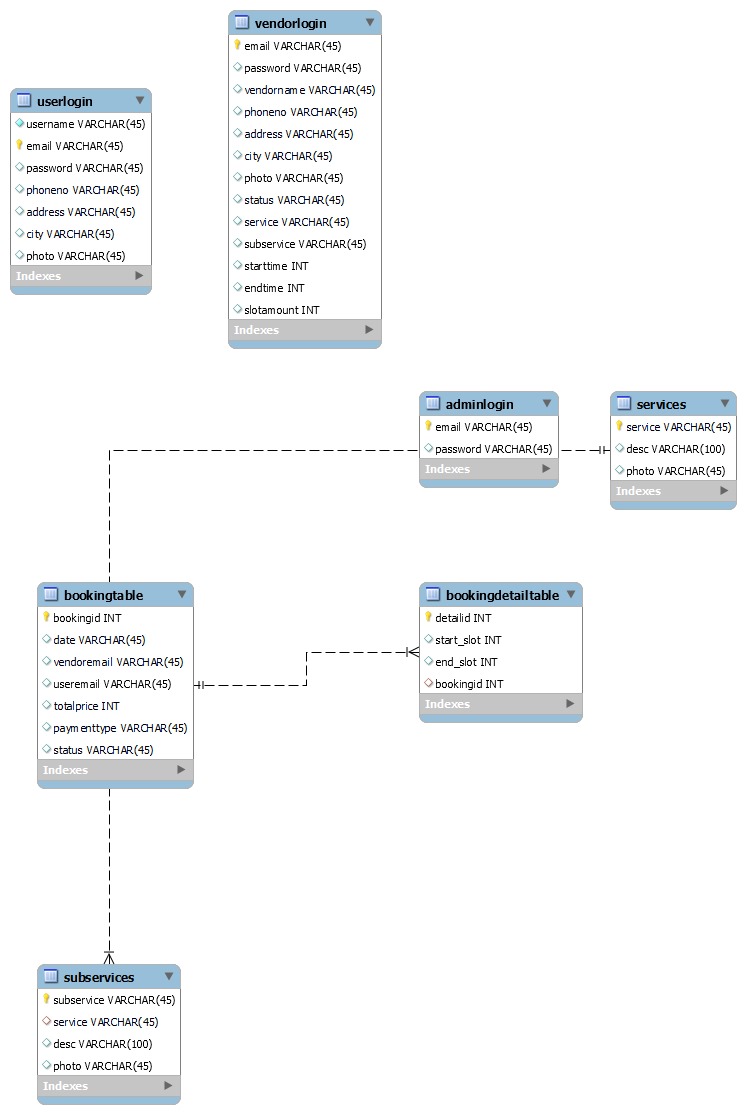 vendorlogin
email VARCHAR(45)
password VARCHAR(45)
vendorname VARCHAR(45)
phoneno VARCHAR(45)
address VARCHAR(45)
city VARCHAR(45)
photo VARCHAR(45)
status VARCHAR(45)
service VARCHAR(45)
subservice VARCHAR(45)
starttime INT
endtime INT
slotamount INT
Indexes
userlogin
username VARCHAR(45)
email VARCHAR(45)
password VARCHAR(45)
phoneno VARCHAR(45)
address VARCHAR(45)
city VARCHAR(45)
photo VARCHAR(45)
Indexes
adminlogin
email VARCHAR(45)
password VARCHAR(45)
Indexes
services
service VARCHAR(45)
desc VARCHAR(100)
photo VARCHAR(45)
Indexes
bookingtable
bookingid INT
date VARCHAR(45)
vendoremail VARCHAR(45)
useremail VARCHAR(45)
totalprice INT
paymenttype VARCHAR(45)
status VARCHAR(45)
Indexes
bookingdetailtable
detailid INT
start_slot INT
end_slot INT
bookingid INT
Indexes
subservices
subservice VARCHAR(45)
service VARCHAR(45)
desc VARCHAR(100)
photo VARCHAR(45)
Indexes